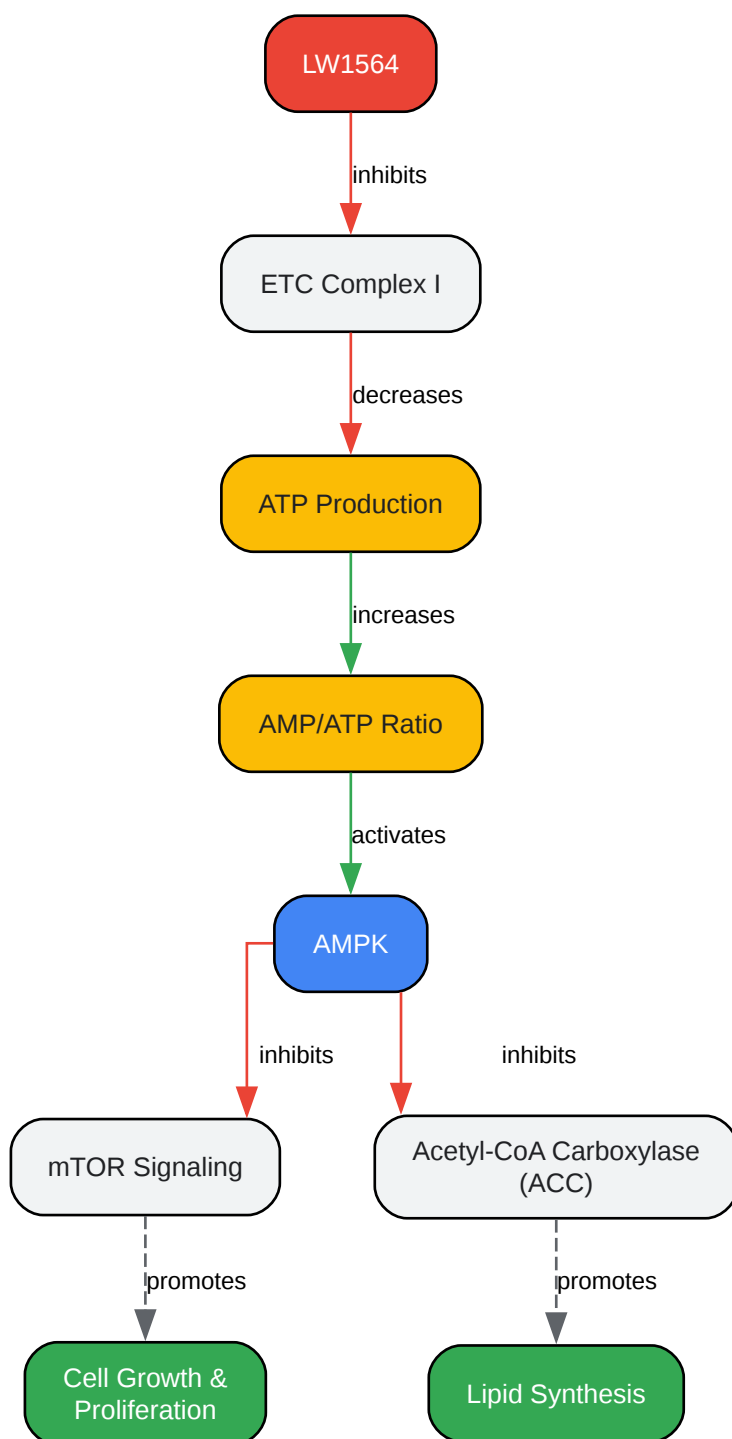 LW1564
inhibits
ETC Complex I
decreases
ATP Production
increases
AMP/ATP Ratio
activates
AMPK
inhibits
inhibits
mTOR Signaling
Acetyl-CoA Carboxylase
(ACC)
promotes
promotes
Cell Growth &
Proliferation
Lipid Synthesis